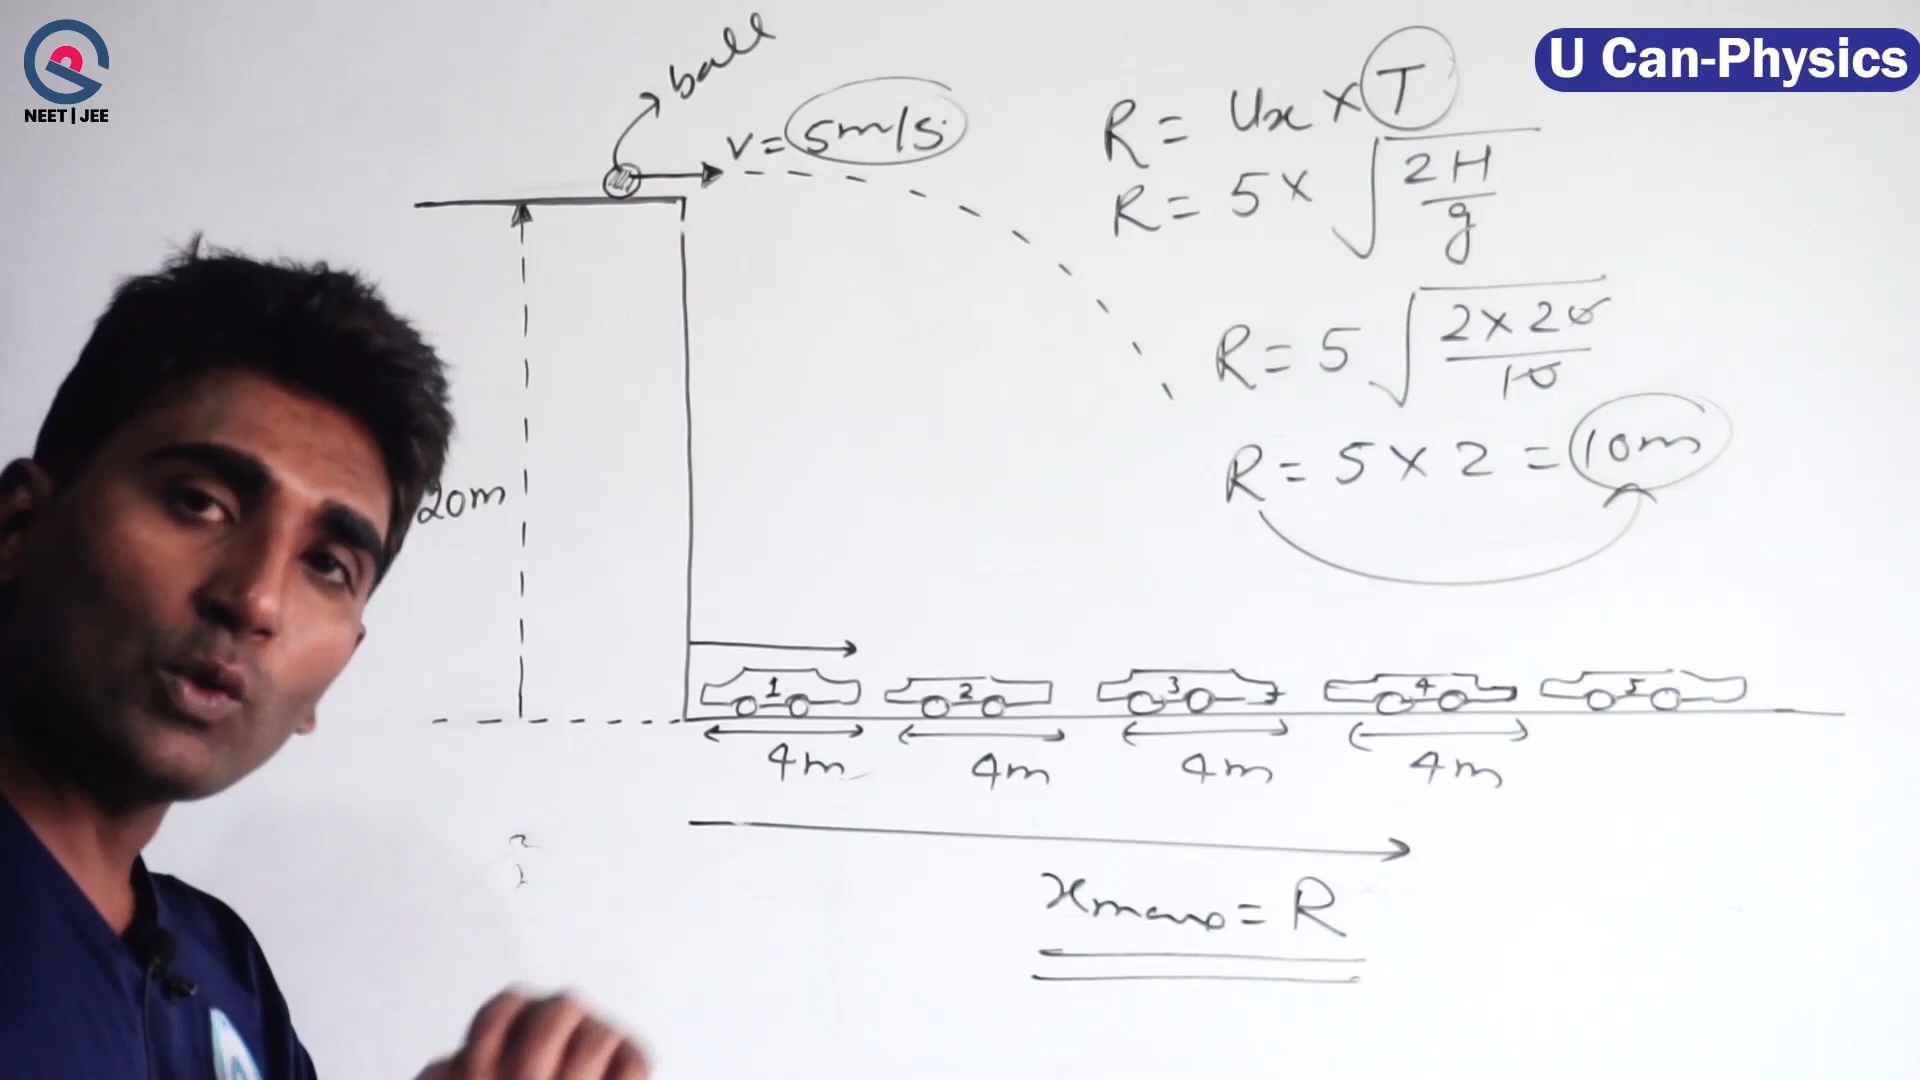 NEET | JEE
U Can-Physics
ball
v = 5m/s
R = Ux × T
R = 5 × √2H/g
R = 5 √2×20/10
R = 5 × 2 = 10m
20m
1 2 3 4 5
4m 4m 4m 4m
xmax = R